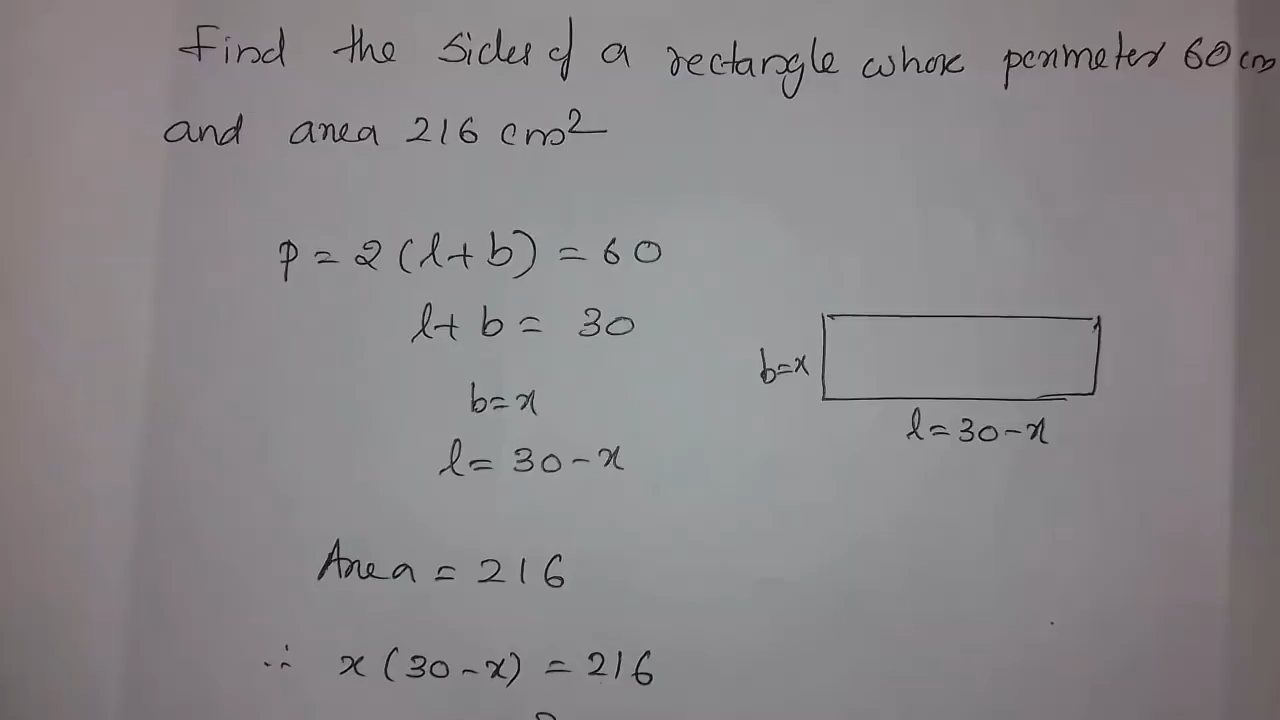 Find the sides of a rectangle whose perimeter 60 cm
and area 216 cm²
P = 2 (l + b) = 60
l + b = 30
b = x
l = 30 - x
b = x
l = 30 - x
Area = 216
∴ x (30 - x) = 216